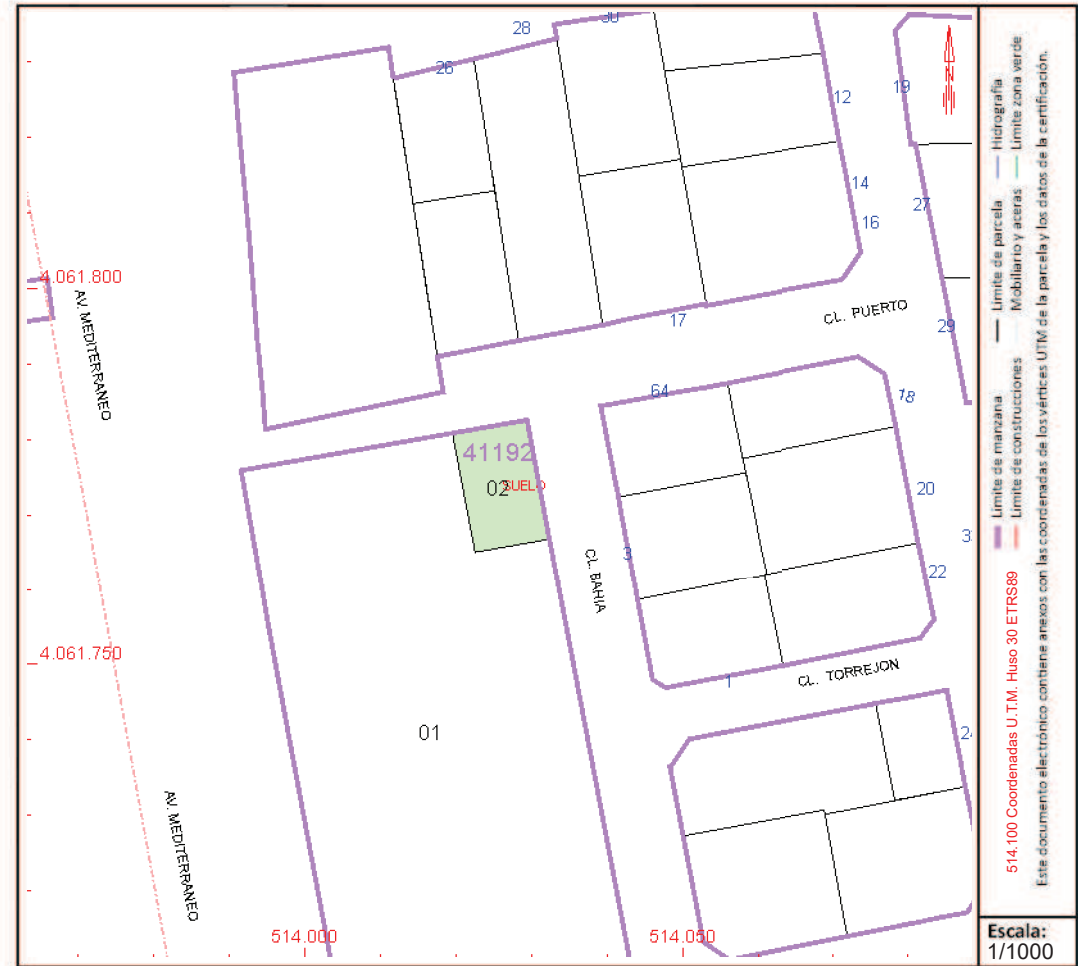 28
30
26
12
19
14
27
16
4.061.800
AV. MEDITERRANEO
17
CL. PUERTO
29
64
18
41192
02
SUELO
20
3
CL. BAHIA
22
4.061.750
CL. TORREJON
1
01
24
AV. MEDITERRANEO
514.000
514.050
N
Hidrografía
Límite zona verde
Límite de parcela
Mobiliario y aceras
Límite de manzana
Límite de construcciones
514.100 Coordenadas U.T.M. Huso 30 ETRS89
Este documento electrónico contiene anexos con las coordenadas de los vértices UTM de la parcela y los datos de la certificación.
Escala:
1/1000